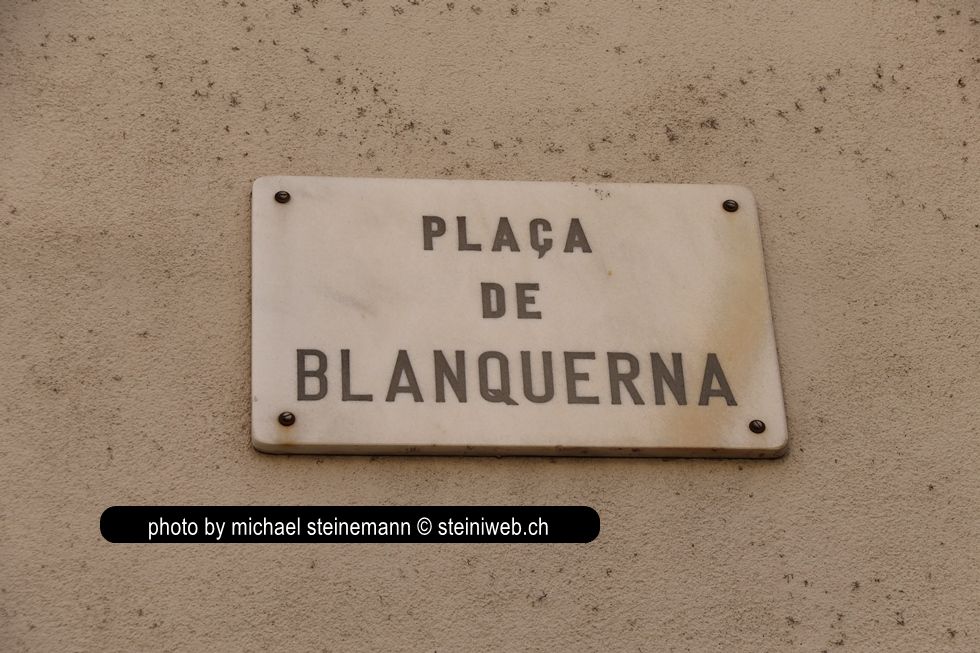 PLAÇA
DE
BLANQUERNA
photo by michael steinemann © steiniweb.ch